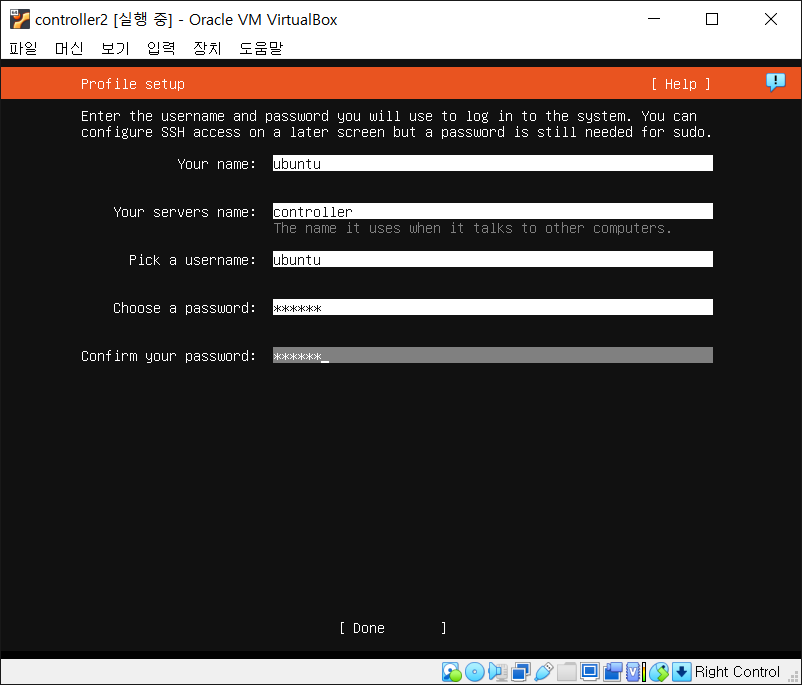 controller2 [실행 중] - Oracle VM VirtualBox
파일 머신 보기 입력 장치 도움말
Profile setup [ Help ]
Enter the username and password you will use to log in to the system. You can
configure SSH access on a later screen but a password is still needed for sudo.
Your name: ubuntu
Your servers name: controller
The name it uses when it talks to other computers.
Pick a username: ubuntu
Choose a password: ******
Confirm your password: ******_
[ Done ]
Right Control